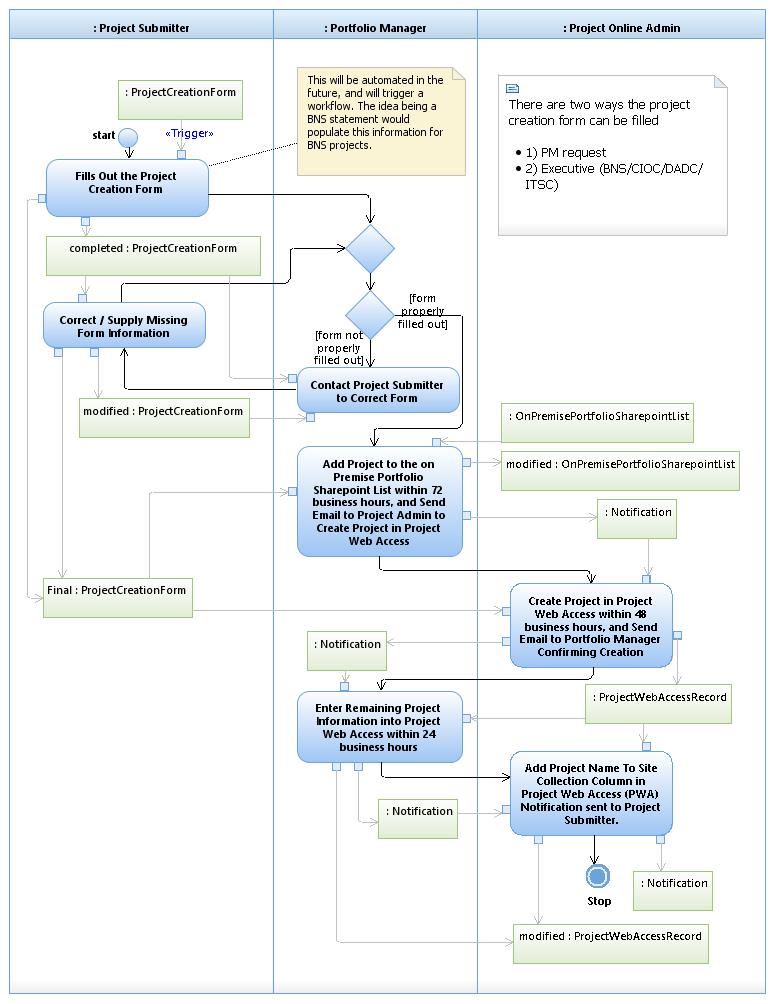 : Project Submitter
: Portfolio Manager
: Project Online Admin
: ProjectCreationForm
start
«Trigger»
This will be automated in the
future, and will trigger a
workflow. The idea being a
BNS statement would
populate this information for
BNS projects.
There are two ways the project
creation form can be filled
• 1) PM request
• 2) Executive (BNS/CIOC/DADC/
ITSC)
Fills Out the Project
Creation Form
completed : ProjectCreationForm
Correct / Supply Missing
Form Information
[form
properly
filled out]
[form not
properly
filled out]
Contact Project Submitter
to Correct Form
modified : ProjectCreationForm
: OnPremisePortfolioSharepointList
modified : OnPremisePortfolioSharepointList
Add Project to the on
Premise Portfolio
Sharepoint List within 72
business hours, and Send
Email to Project Admin to
Create Project in Project
Web Access
: Notification
Final : ProjectCreationForm
Create Project in Project
Web Access within 48
business hours, and Send
Email to Portfolio Manager
Confirming Creation
: Notification
: ProjectWebAccessRecord
Enter Remaining Project
Information into Project
Web Access within 24
business hours
Add Project Name To Site
Collection Column in
Project Web Access (PWA)
Notification sent to Project
Submitter.
: Notification
Stop
: Notification
modified : ProjectWebAccessRecord